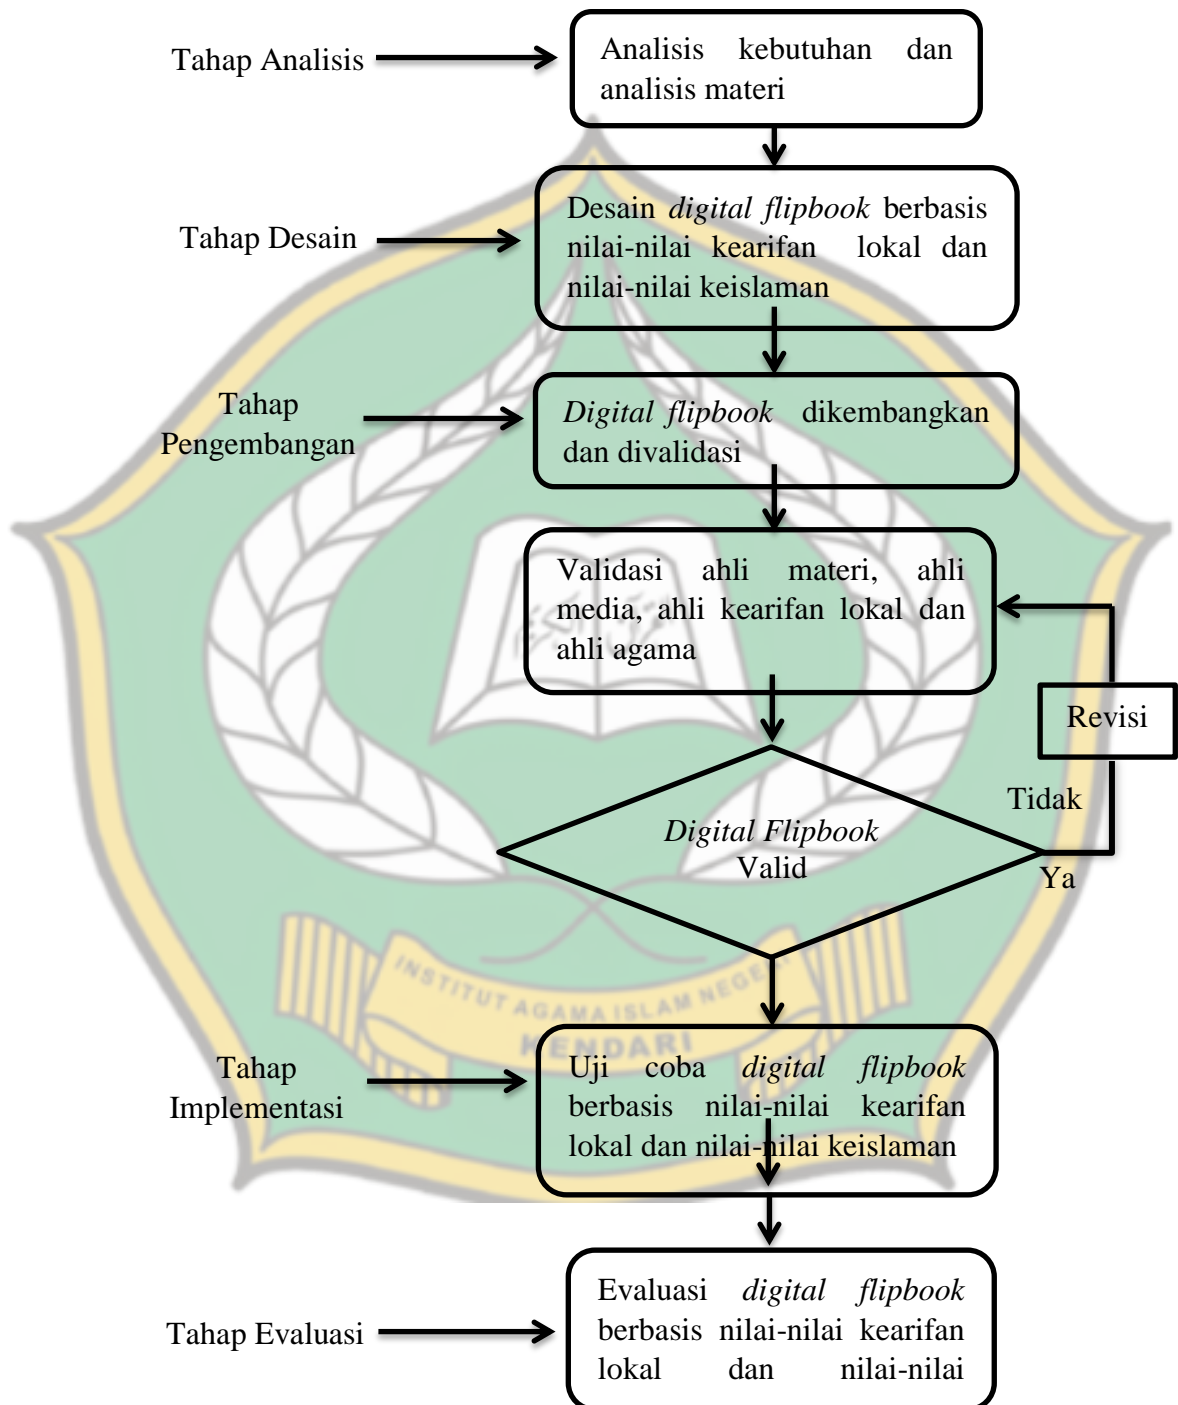 Tahap Analisis
Analisis kebutuhan dan
analisis materi
Tahap Desain
Desain digital flipbook berbasis
nilai-nilai kearifan lokal dan
nilai-nilai keislaman
Tahap
Pengembangan
Digital flipbook dikembangkan
dan divalidasi
Validasi ahli materi, ahli
media, ahli kearifan lokal dan
ahli agama
Revisi
Tidak
Digital Flipbook
Valid
Ya
INSTITUT AGAMA ISLAM NEGERI
KENDARI
Tahap
Implementasi
Uji coba digital flipbook
berbasis nilai-nilai kearifan
lokal dan nilai-nilai keislaman
Tahap Evaluasi
Evaluasi digital flipbook
berbasis nilai-nilai kearifan
lokal dan nilai-nilai